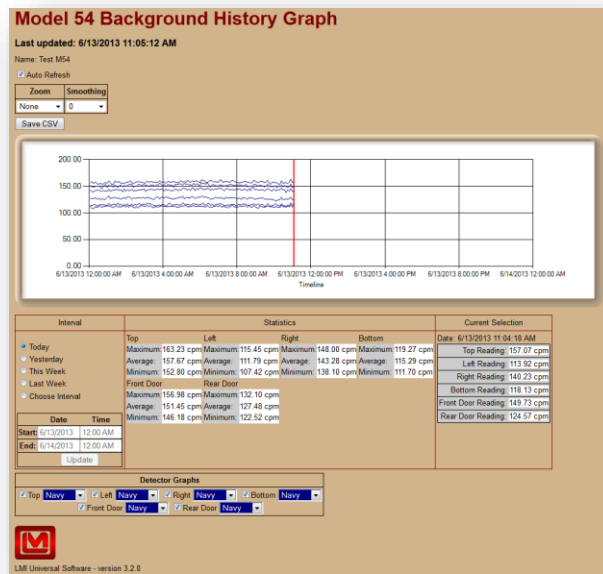 Model 54 Background History Graph
Last updated: 6/13/2013 11:05:12 AM
Name: Test M54
Auto Refresh
Zoom Smoothing
None 0
Save CSV
200.00
150.00
100.00
50.00
0.00
6/13/2013 12:00:00 AM 6/13/2013 4:00:00 AM 6/13/2013 8:00:00 AM 6/13/2013 12:00:00 PM 6/13/2013 4:00:00 PM 6/13/2013 8:00:00 PM 6/14/2013 12:00:00 AM
Timeline
Interval
Today
Yesterday
This Week
Last Week
Choose Interval
Date Time
Start: 6/13/2013 12:00 AM
End: 6/14/2013 12:00 AM
Update
Statistics
Top Left Right Bottom
Maximum: 163.23 cpm Maximum: 115.45 cpm Maximum: 148.00 cpm Maximum: 119.27 cpm
Average: 157.67 cpm Average: 111.79 cpm Average: 143.28 cpm Average: 115.29 cpm
Minimum: 152.80 cpm Minimum: 107.42 cpm Minimum: 138.10 cpm Minimum: 111.70 cpm
Front Door Rear Door
Maximum: 156.98 cpm Maximum: 132.10 cpm
Average: 151.45 cpm Average: 127.48 cpm
Minimum: 146.18 cpm Minimum: 122.52 cpm
Current Selection
Date: 6/13/2013 11:04:18 AM
Top Reading: 157.07 cpm
Left Reading: 113.92 cpm
Right Reading: 140.23 cpm
Bottom Reading: 118.13 cpm
Front Door Reading: 149.73 cpm
Rear Door Reading: 124.57 cpm
Detector Graphs
Top Navy Left Navy Right Navy Bottom Navy
Front Door Navy Rear Door Navy
LMI Universal Software - version 3.2.0